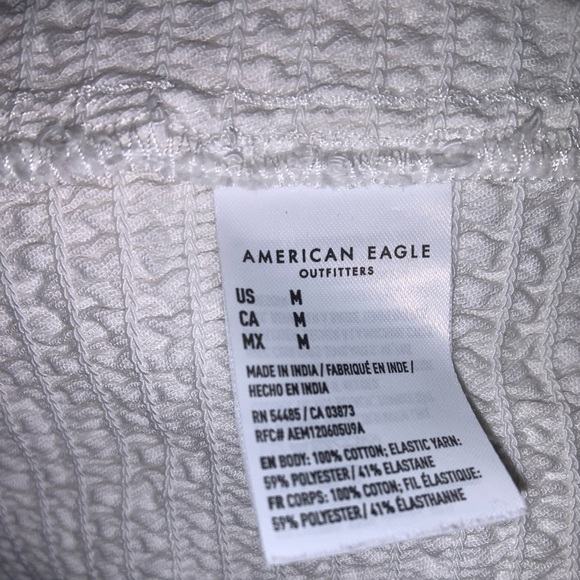 AMERICAN EAGLE
OUTFITTERS
US M
CA M
MX M
MADE IN INDIA / FABRIQUÉ EN INDE /
HECHO EN INDIA
RN 54485 / CA 03873
RFC# AEM120605U9A
EN BODY: 100% COTTON; ELASTIC YARN:
59% POLYESTER / 41% ELASTANE
FR CORPS: 100% COTON; FIL ÉLASTIQUE:
59% POLYESTER / 41% ÉLASTHANNE